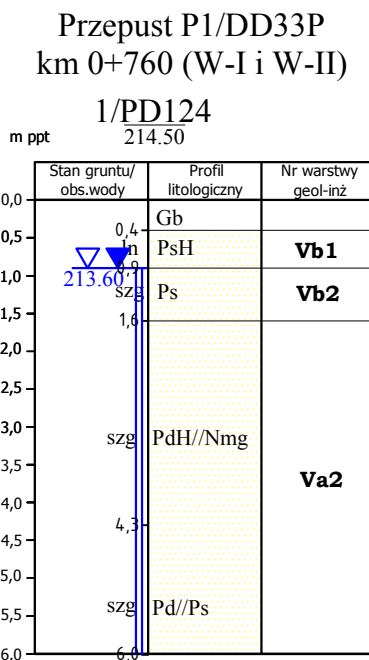 Przepust P1/DD33P
km 0+760 (W-I i W-II)
1/PD124
m ppt
214.50
Stan gruntu/ obs.wody
Profil litologiczny
Nr warstwy geol-inż
0,0
Gb
0,4
0,5
ln
PsH
Vb1
0,9
1,0
213.60
szg
Ps
Vb2
1,5
1,6
2,0
2,5
3,0
szg
PdH//Nmg
3,5
Va2
4,0
4,3
4,5
5,0
szg
Pd//Ps
5,5
6,0
6.0